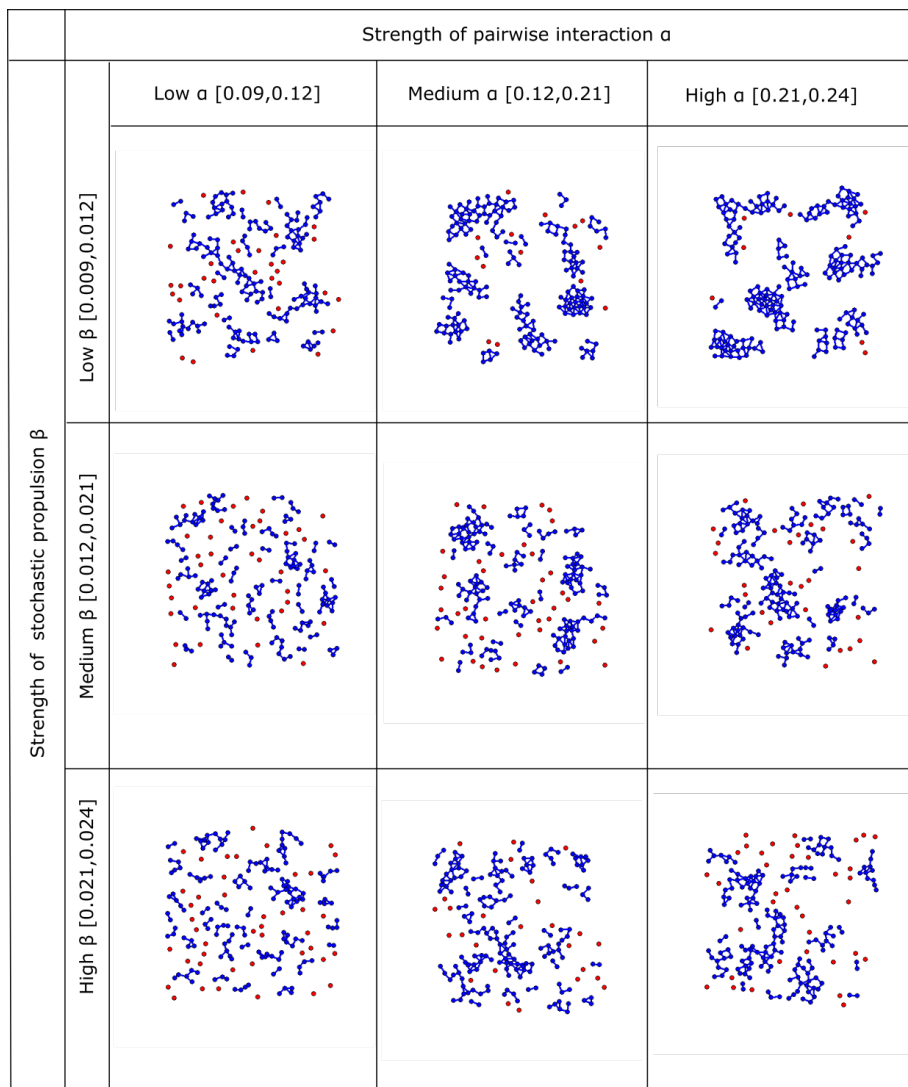 Strength of pairwise interaction α
Low α [0.09,0.12]
Medium α [0.12,0.21]
High α [0.21,0.24]
Strength of stochastic propulsion β
Low β [0.009,0.012]
Medium β [0.012,0.021]
High β [0.021,0.024]